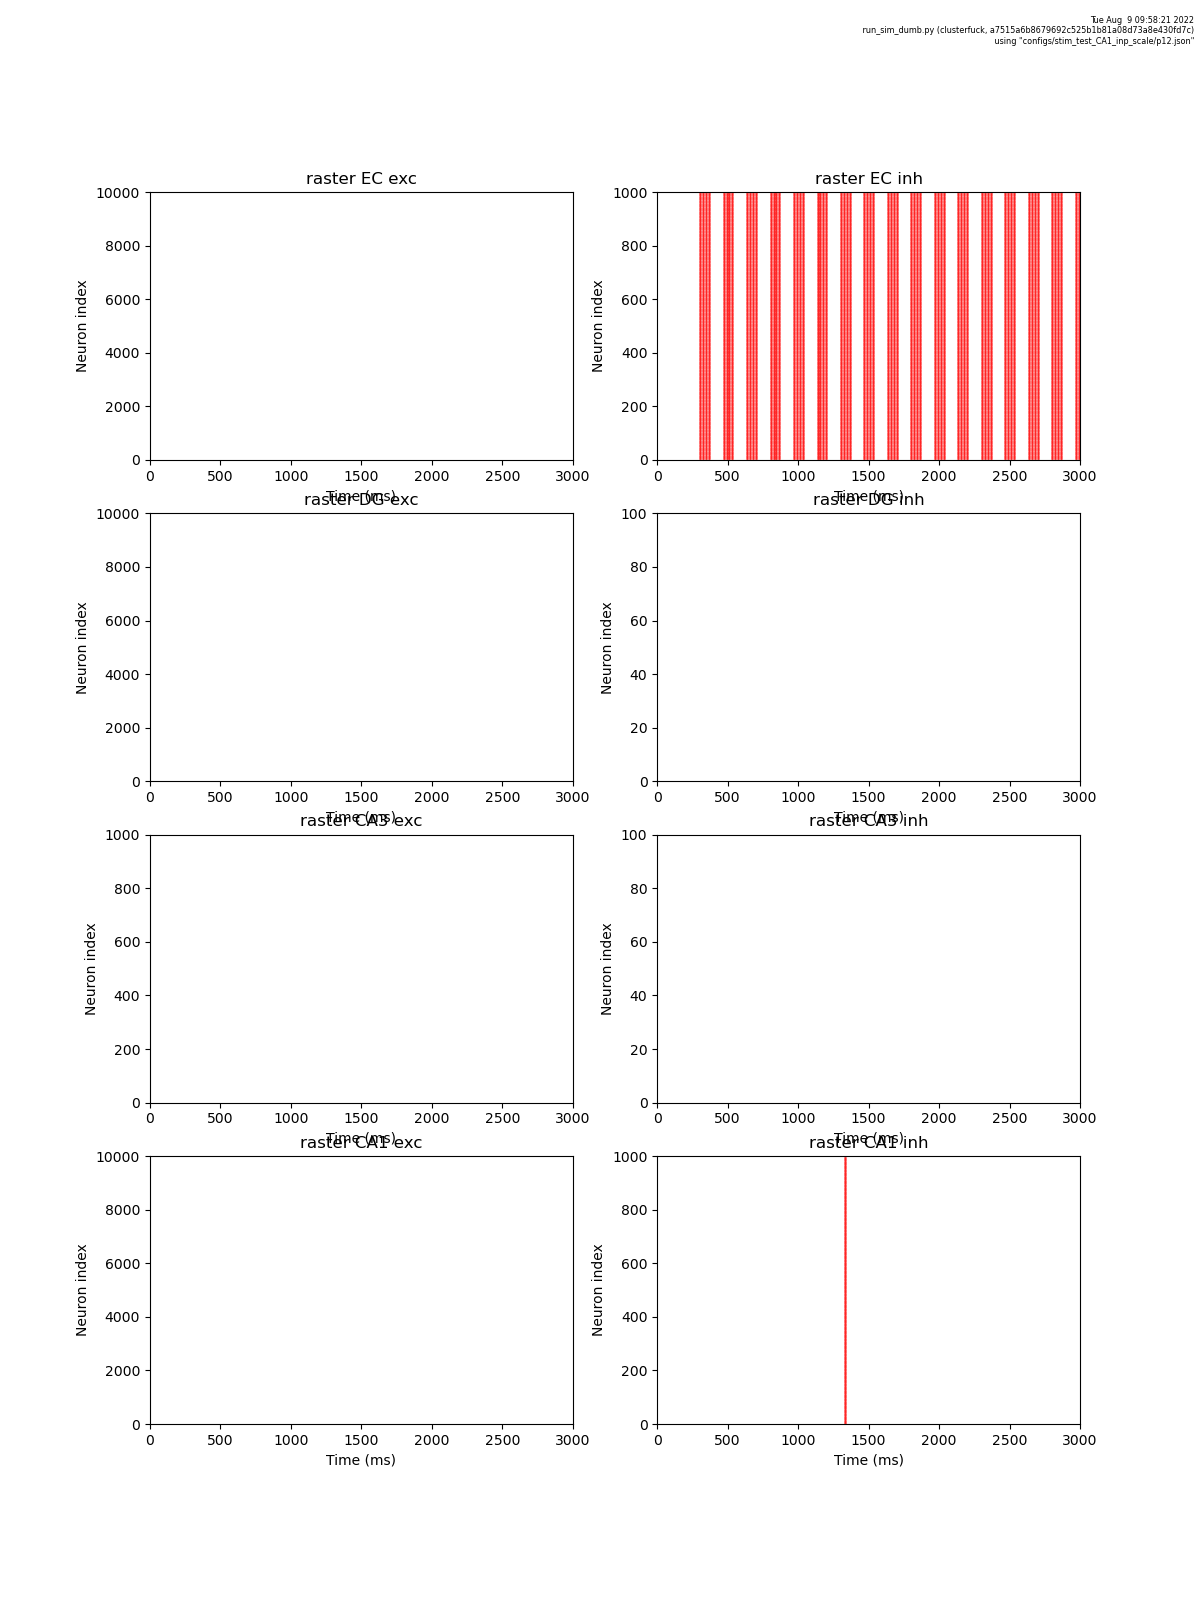 Tue Aug  9 09:58:21 2022
run_sim_dumb.py (clusterfuck, a7515a6b8679692c525b1b81a08d73a8e430fd7c)
using "configs/stim_test_CA1_inp_scale/p12.json"
raster EC exc
10000
8000
6000
4000
2000
0
Neuron index
0 500 1000 1500 2000 2500 3000
Time (ms)
raster EC inh
1000
800
600
400
200
0
Neuron index
0 500 1000 1500 2000 2500 3000
Time (ms)
raster DG exc
10000
8000
6000
4000
2000
0
Neuron index
0 500 1000 1500 2000 2500 3000
Time (ms)
raster DG inh
100
80
60
40
20
0
Neuron index
0 500 1000 1500 2000 2500 3000
Time (ms)
raster CA3 exc
1000
800
600
400
200
0
Neuron index
0 500 1000 1500 2000 2500 3000
Time (ms)
raster CA3 inh
100
80
60
40
20
0
Neuron index
0 500 1000 1500 2000 2500 3000
Time (ms)
raster CA1 exc
10000
8000
6000
4000
2000
0
Neuron index
0 500 1000 1500 2000 2500 3000
Time (ms)
raster CA1 inh
1000
800
600
400
200
0
Neuron index
0 500 1000 1500 2000 2500 3000
Time (ms)